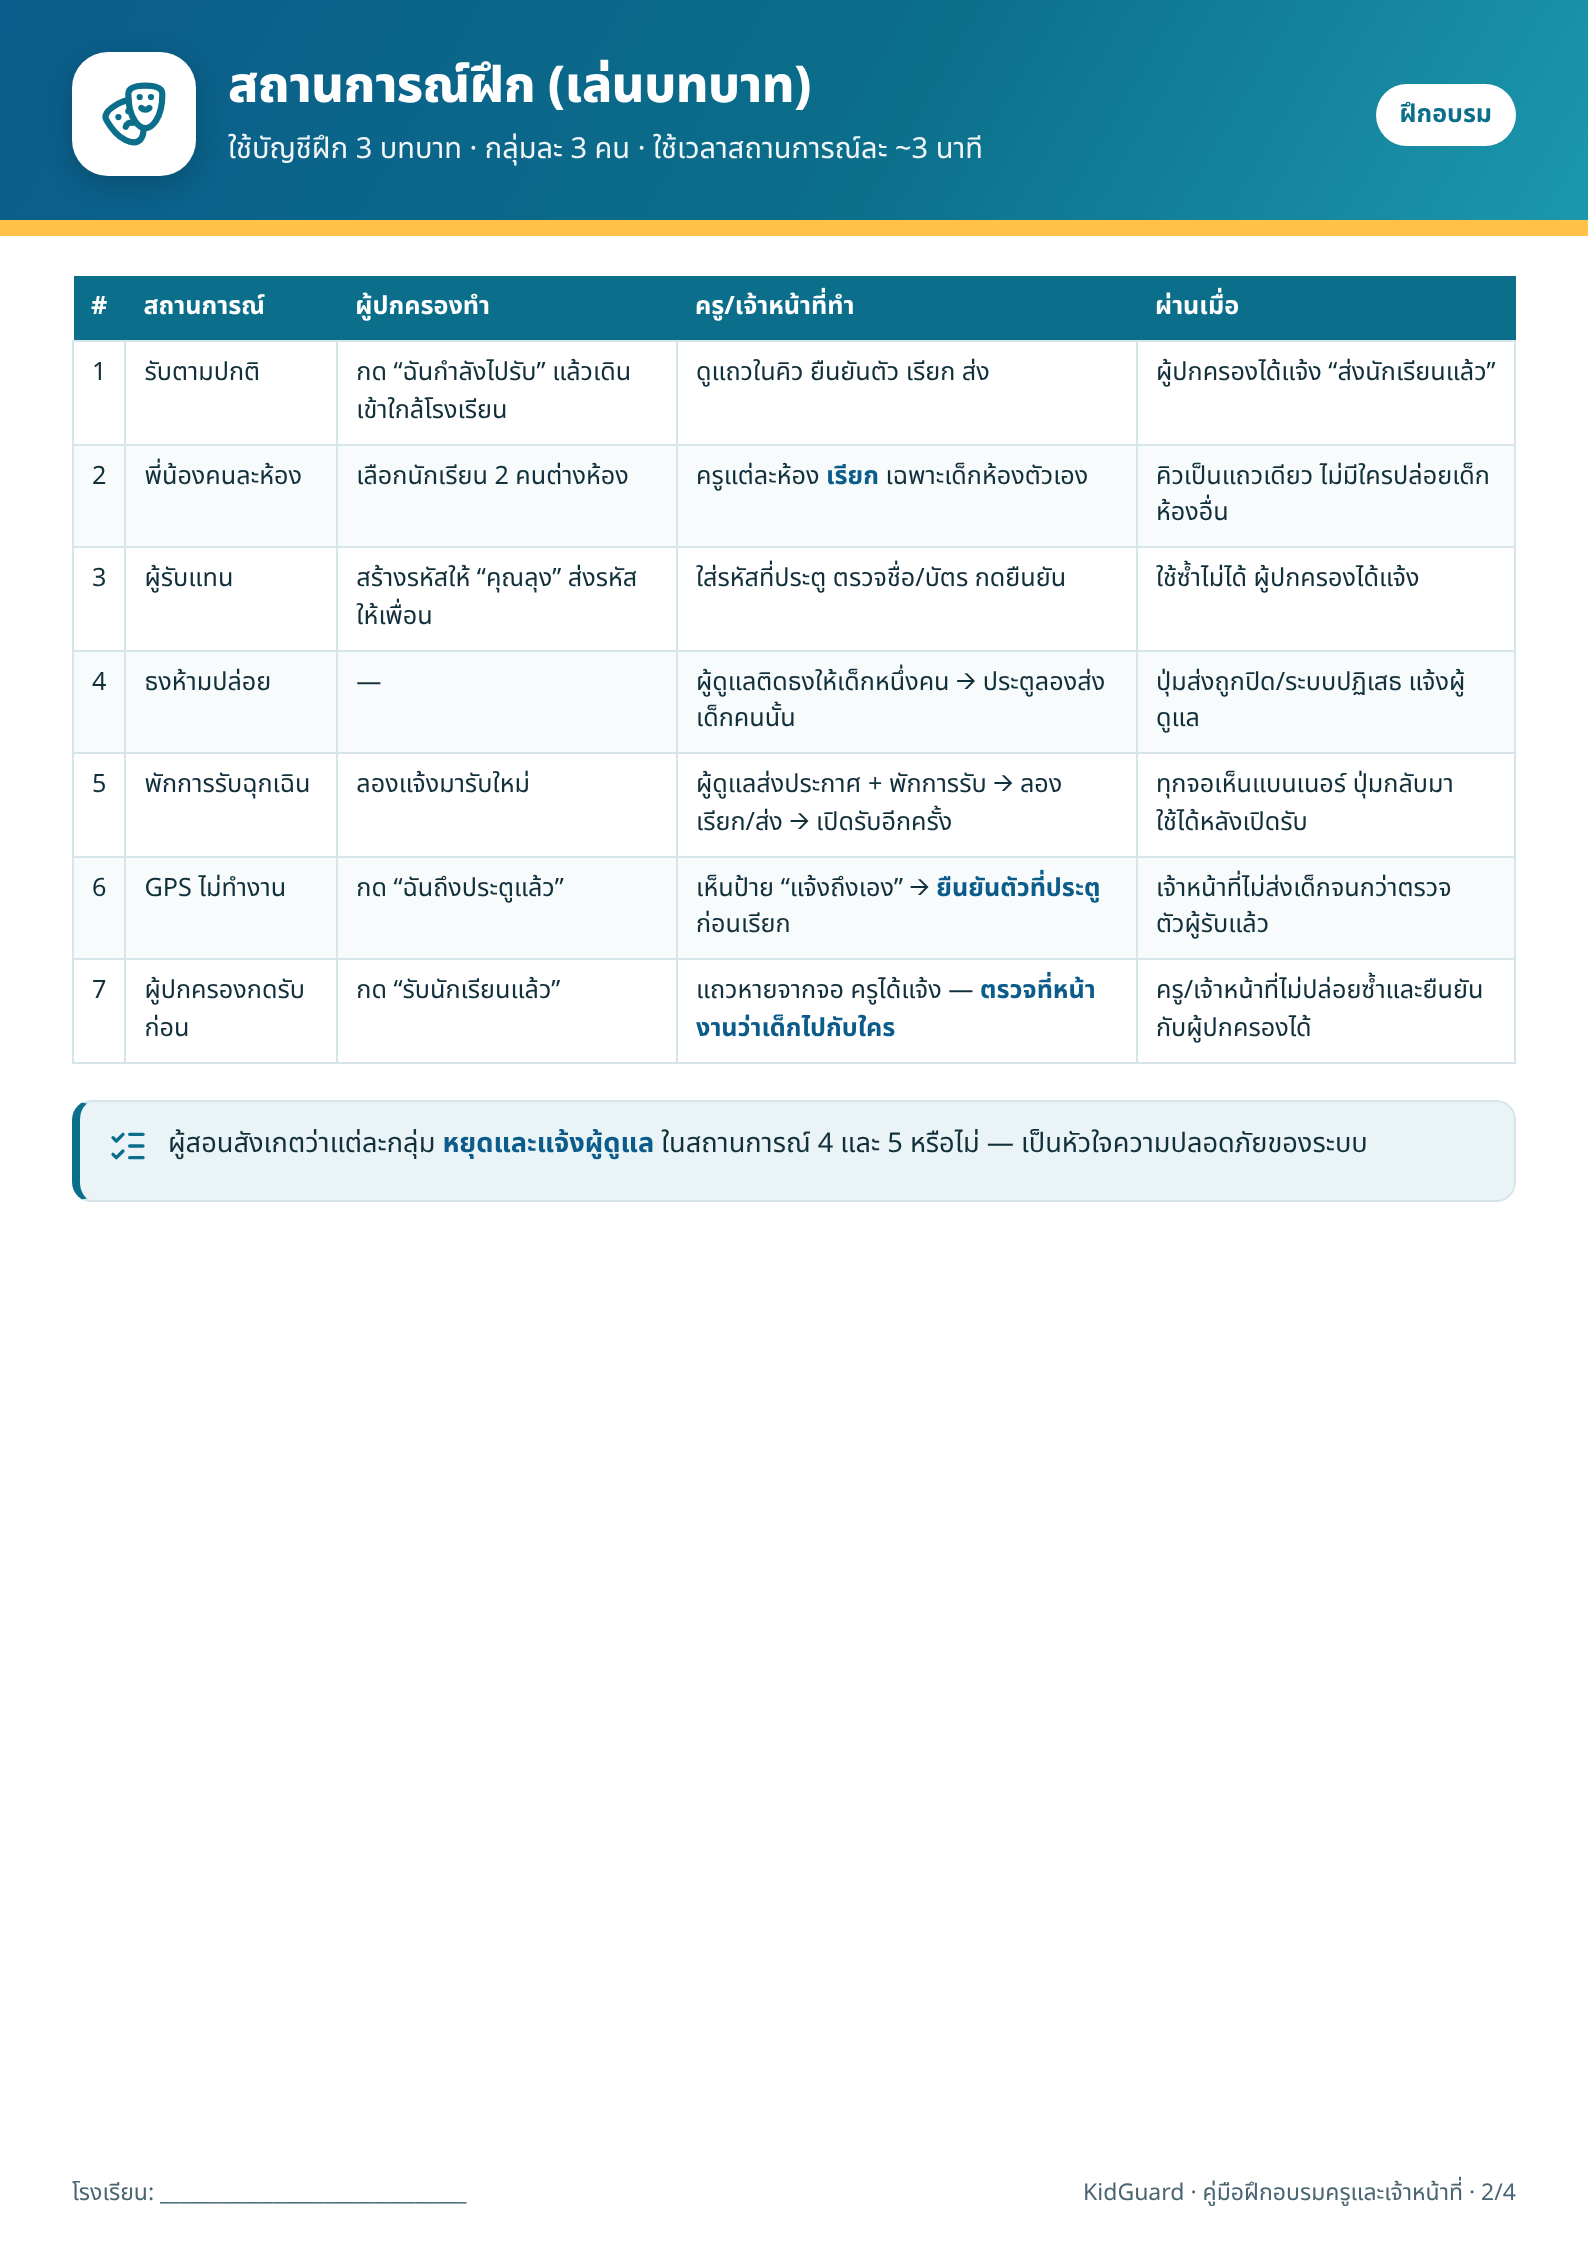 สถานการณ์ฝึก (เล่นบทบาท)
ใช้บัญชีฝึก 3 บทบาท · กลุ่มละ 3 คน · ใช้เวลาสถานการณ์ละ ~3 นาที
ฝึกอบรม
# สถานการณ์ ผู้ปกครองทำ ครู/เจ้าหน้าที่ทำ ผ่านเมื่อ
1 รับตามปกติ กด “ฉันกำลังไปรับ” แล้วเดิน ดูแถวในคิว ยืนยันตัว เรียก ส่ง ผู้ปกครองได้แจ้ง “ส่งนักเรียนแล้ว”
เข้าใกล้โรงเรียน
2 พี่น้องคนละห้อง เลือกนักเรียน 2 คนต่างห้อง ครูแต่ละห้อง เรียก เฉพาะเด็กห้องตัวเอง คิวเป็นแถวเดียว ไม่มีใครปล่อยเด็ก
ห้องอื่น
3 ผู้รับแทน สร้างรหัสให้ “คุณลุง” ส่งรหัส ใส่รหัสที่ประตู ตรวจชื่อ/บัตร กดยืนยัน ใช้ซ้ำไม่ได้ ผู้ปกครองได้แจ้ง
ให้เพื่อน
4 ธงห้ามปล่อย — ผู้ดูแลติดธงให้เด็กหนึ่งคน → ประตูลองส่ง ปุ่มส่งถูกปิด/ระบบปฏิเสธ แจ้งผู้
เด็กคนนั้น ดูแล
5 พักการรับฉุกเฉิน ลองแจ้งมารับใหม่ ผู้ดูแลส่งประกาศ + พักการรับ → ลอง ทุกจอเห็นแบนเนอร์ ปุ่มกลับมา
เรียก/ส่ง → เปิดรับอีกครั้ง ใช้ได้หลังเปิดรับ
6 GPS ไม่ทำงาน กด “ฉันถึงประตูแล้ว” เห็นป้าย “แจ้งถึงเอง” → ยืนยันตัวที่ประตู เจ้าหน้าที่ไม่ส่งเด็กจนกว่าตรวจ
ก่อนเรียก ตัวผู้รับแล้ว
7 ผู้ปกครองกดรับ กด “รับนักเรียนแล้ว” แถวหายจากจอ ครูได้แจ้ง — ตรวจที่หน้า ครู/เจ้าหน้าที่ไม่ปล่อยซ้ำและยืนยัน
ก่อน งานว่าเด็กไปกับใคร กับผู้ปกครองได้
ผู้สอนสังเกตว่าแต่ละกลุ่ม หยุดและแจ้งผู้ดูแล ในสถานการณ์ 4 และ 5 หรือไม่ — เป็นหัวใจความปลอดภัยของระบบ
โรงเรียน: ____________________________
KidGuard · คู่มือฝึกอบรมครูและเจ้าหน้าที่ · 2/4